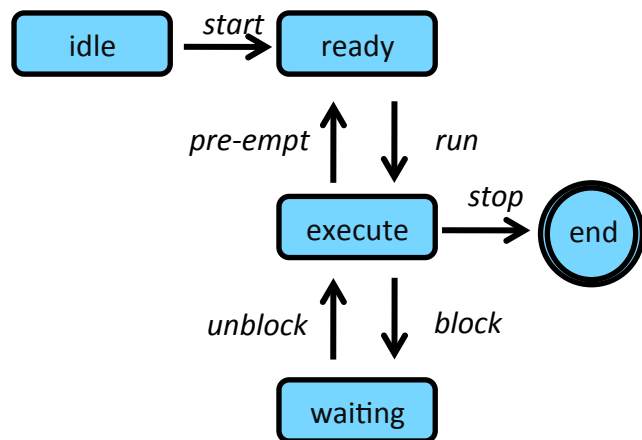 start
idle
ready
pre-empt
run
stop
execute
end
unblock
block
waiting